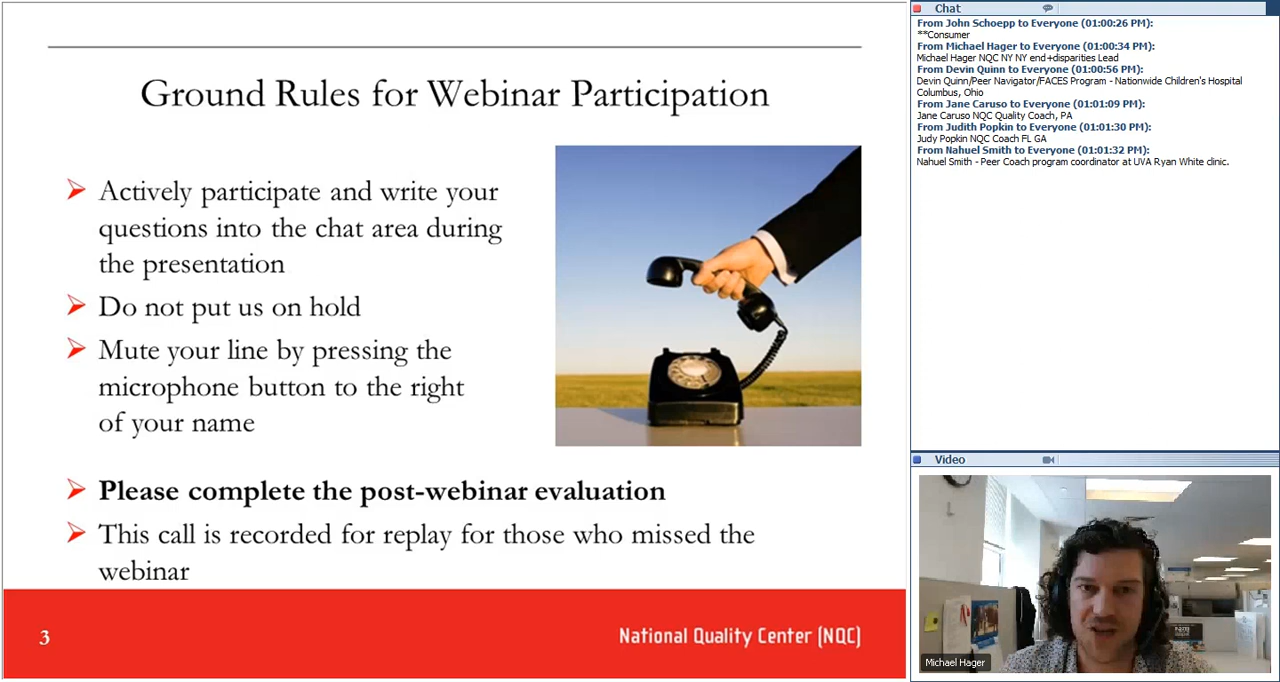 Ground Rules for Webinar Participation
Actively participate and write your
questions into the chat area during
the presentation
Do not put us on hold
Mute your line by pressing the
microphone button to the right
of your name
Please complete the post-webinar evaluation
This call is recorded for replay for those who missed the
webinar
3
National Quality Center (NQC)
Chat
From John Schoepp to Everyone (01:00:26 PM):
**Consumer
From Michael Hager to Everyone (01:00:34 PM):
Michael Hager NQC NY NY end+disparities Lead
From Devin Quinn to Everyone (01:00:56 PM):
Devin Quinn/Peer Navigator/FACES Program - Nationwide Children's Hospital
Columbus, Ohio
From Jane Caruso to Everyone (01:01:09 PM):
Jane Caruso NQC Quality Coach, PA
From Judith Popkin to Everyone (01:01:30 PM):
Judy Popkin NQC Coach FL GA
From Nahuel Smith to Everyone (01:01:32 PM):
Nahuel Smith - Peer Coach program coordinator at UVA Ryan White clinic.
Video
Michael Hager